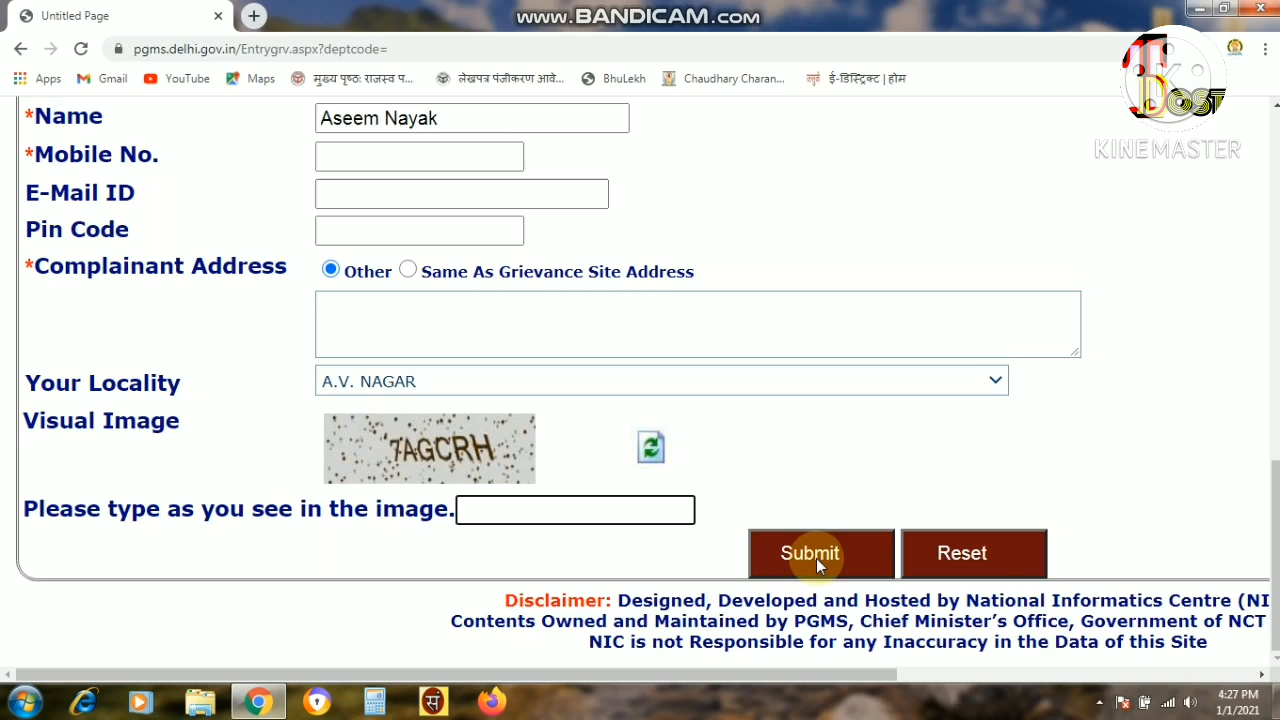 Untitled Page
www.BANDICAM.com
pgms.delhi.gov.in/Entrygrv.aspx?deptcode=
Apps Gmail YouTube Maps मुख्य पृष्ठ: राजस्व प... लेखपत्र पंजीकरण आवे... BhuLekh Chaudhary Charan... ई-डिस्ट्रिक्ट | होम
DOST
KINEMASTER
*Name Aseem Nayak
*Mobile No.
E-Mail ID
Pin Code
*Complainant Address Other Same As Grievance Site Address
Your Locality A.V. NAGAR
Visual Image 7AGCRH
Please type as you see in the image.
Submit Reset
Disclaimer: Designed, Developed and Hosted by National Informatics Centre (NI
Contents Owned and Maintained by PGMS, Chief Minister’s Office, Government of NCT
NIC is not Responsible for any Inaccuracy in the Data of this Site
4:27 PM
1/1/2021